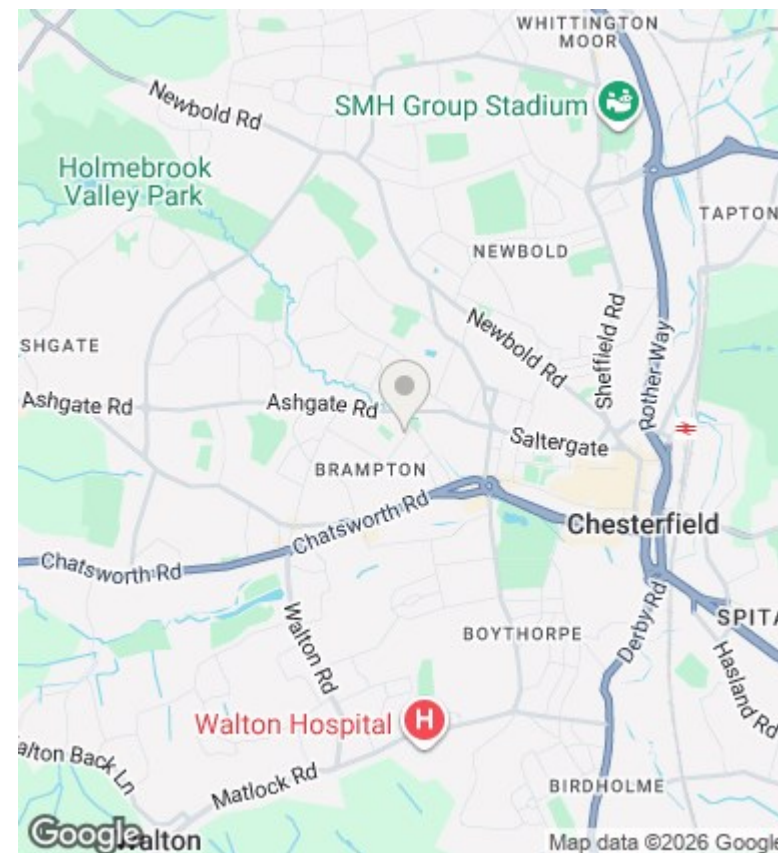 WHITTINGTON
MOOR
Newbold Rd
SMH Group Stadium
Holmebrook
Valley Park
TAPTON
NEWBOLD
Newbold Rd
Sheffield Rd
Rother Way
SHGATE
Ashgate Rd
Ashgate Rd
Saltergate
BRAMPTON
Chatsworth Rd
Chesterfield
Chatsworth Rd
Walton Rd
BOYTHORPE
Derby Rd
SPITA
Hasland Rd
Walton Hospital
H
alton Back Ln
Matlock Rd
BIRDHOLME
Google
alton
Map data ©2026 Google